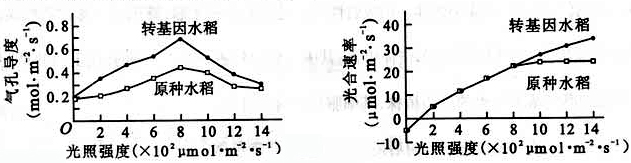 气孔导度
(mol·m⁻²·s⁻¹)
0.8
0.6
0.4
0.2
O
转基因水稻
原种水稻
2 4 6 8 10 12 14
光照强度(×10²μmol·m⁻²·s⁻¹)
光合速率
(μmol·m⁻²·s⁻¹)
40
30
20
10
0
-10
转基因水稻
原种水稻
2 4 6 8 10 12 14
光照强度(×10²μmol·m⁻²·s⁻¹)